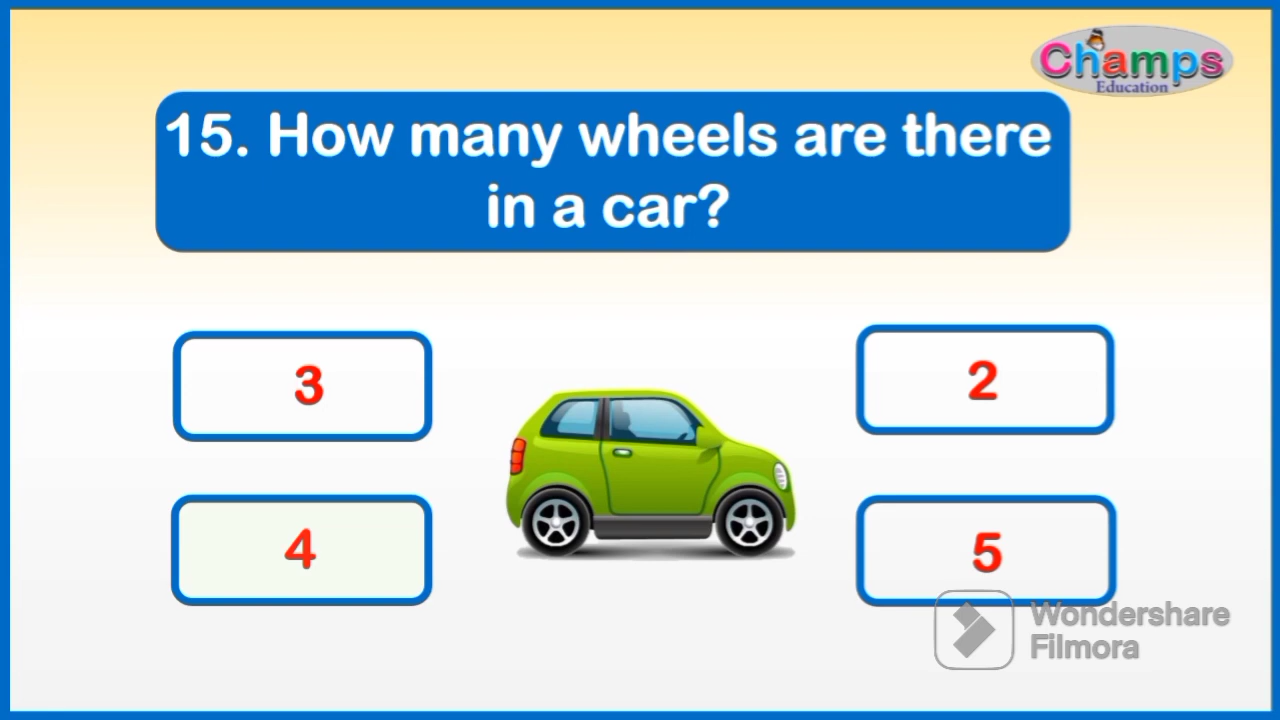 Champs
Education
15. How many wheels are there
in a car?
3
2
4
5
Wondershare
Filmora